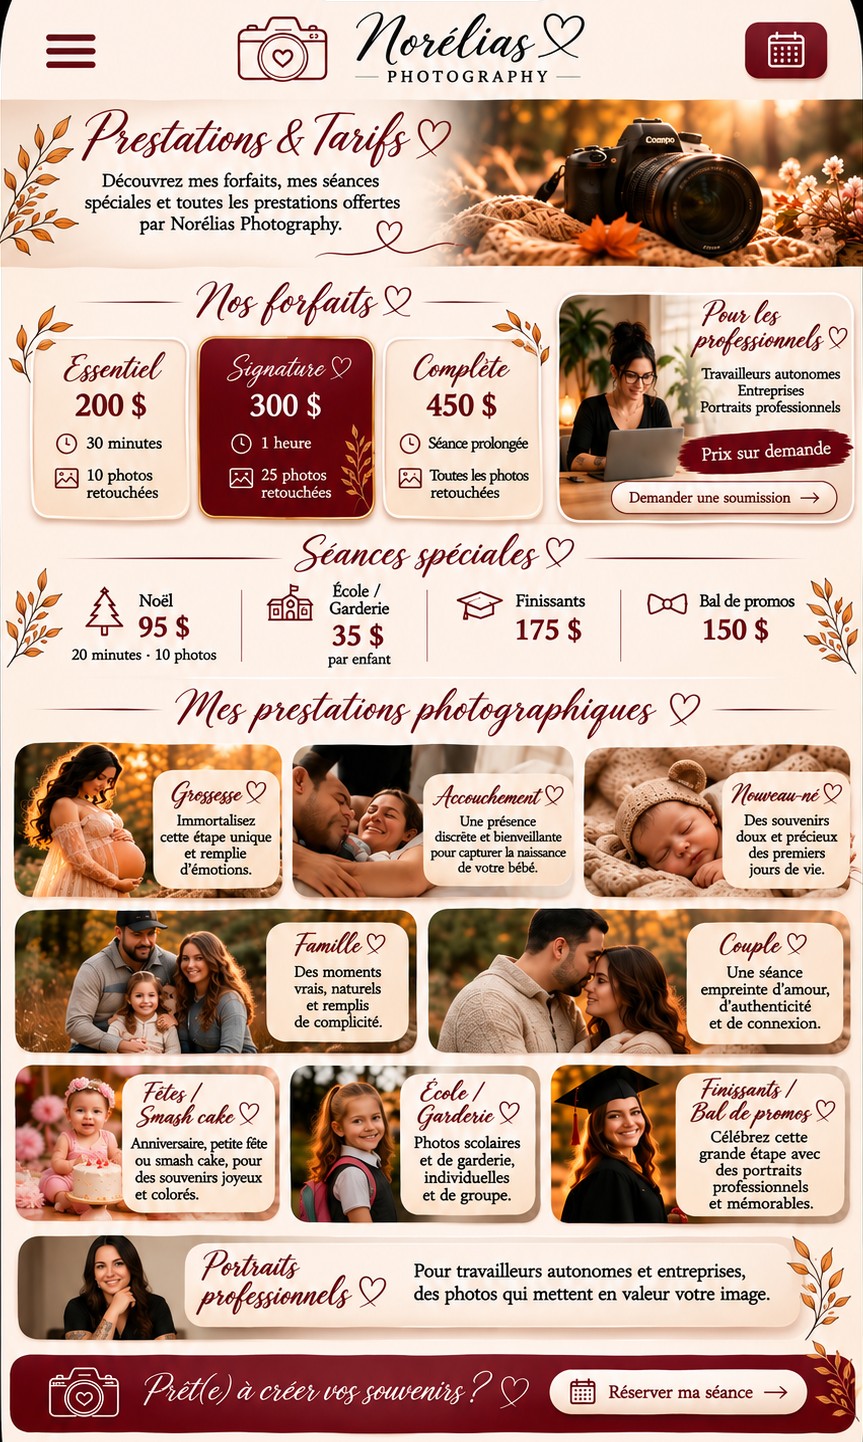 Norélias
PHOTOGRAPHY
Prestations & Tarifs
Découvrez mes forfaits, mes séances
spéciales et toutes les prestations offertes
par Norélias Photography.
Coonpo
Nos forfaits
Essentiel
200 $
30 minutes
10 photos
retouchées
Signature
300 $
1 heure
25 photos
retouchées
Complète
450 $
Séance prolongée
Toutes les photos
retouchées
Pour les
professionnels
Travailleurs autonomes
Entreprises
Portraits professionnels
Prix sur demande
Demander une soumission →
Séances spéciales
Noël
95 $
20 minutes · 10 photos
École /
Garderie
35 $
par enfant
Finissants
175 $
Bal de promos
150 $
Mes prestations photographiques
Grossesse
Immortalisez
cette étape unique
et remplie
d'émotions.
Accouchement
Une présence
discrète et bienveillante
pour capturer la naissance
de votre bébé.
Nouveau-né
Des souvenirs
doux et précieux
des premiers
jours de vie.
Famille
Des moments
vrais, naturels
et remplis
de complicité.
Couple
Une séance
empreinte d'amour,
d'authenticité
et de connexion.
Fêtes /
Smash cake
Anniversaire, petite fête
ou smash cake, pour
des souvenirs joyeux
et colorés.
École /
Garderie
Photos scolaires
et de garderie,
individuelles
et de groupe.
Finissants /
Bal de promos
Célébrez cette
grande étape avec
des portraits
professionnels
et mémorables.
Portraits
professionnels
Pour travailleurs autonomes et entreprises,
des photos qui mettent en valeur votre image.
Prêt(e) à créer vos souvenirs ?
Réserver ma séance →